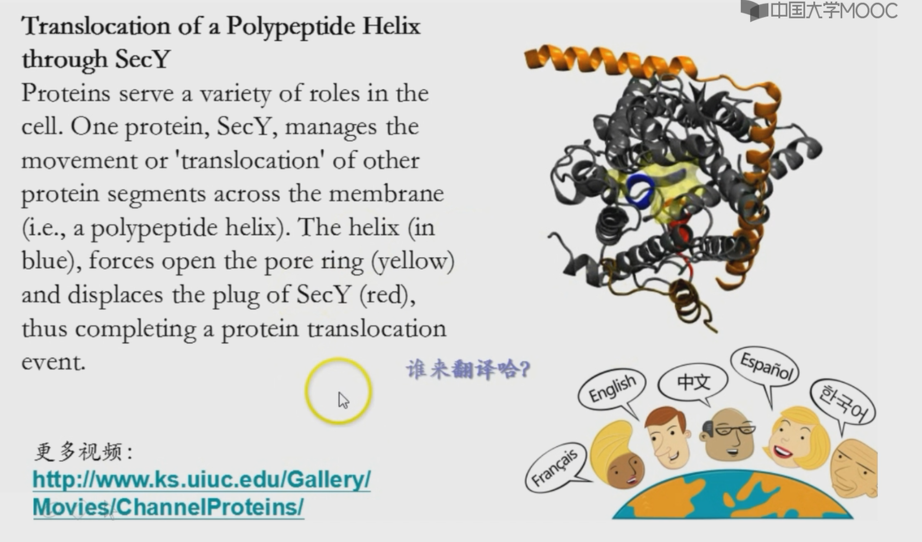 中国大学MOOC
Translocation of a Polypeptide Helix
through SecY
Proteins serve a variety of roles in the
cell. One protein, SecY, manages the
movement or 'translocation' of other
protein segments across the membrane
(i.e., a polypeptide helix). The helix (in
blue), forces open the pore ring (yellow)
and displaces the plug of SecY (red),
thus completing a protein translocation
event.
谁来翻译哈?
English
中文
Español
한국어
Français
更多视频:
http://www.ks.uiuc.edu/Gallery/
Movies/ChannelProteins/